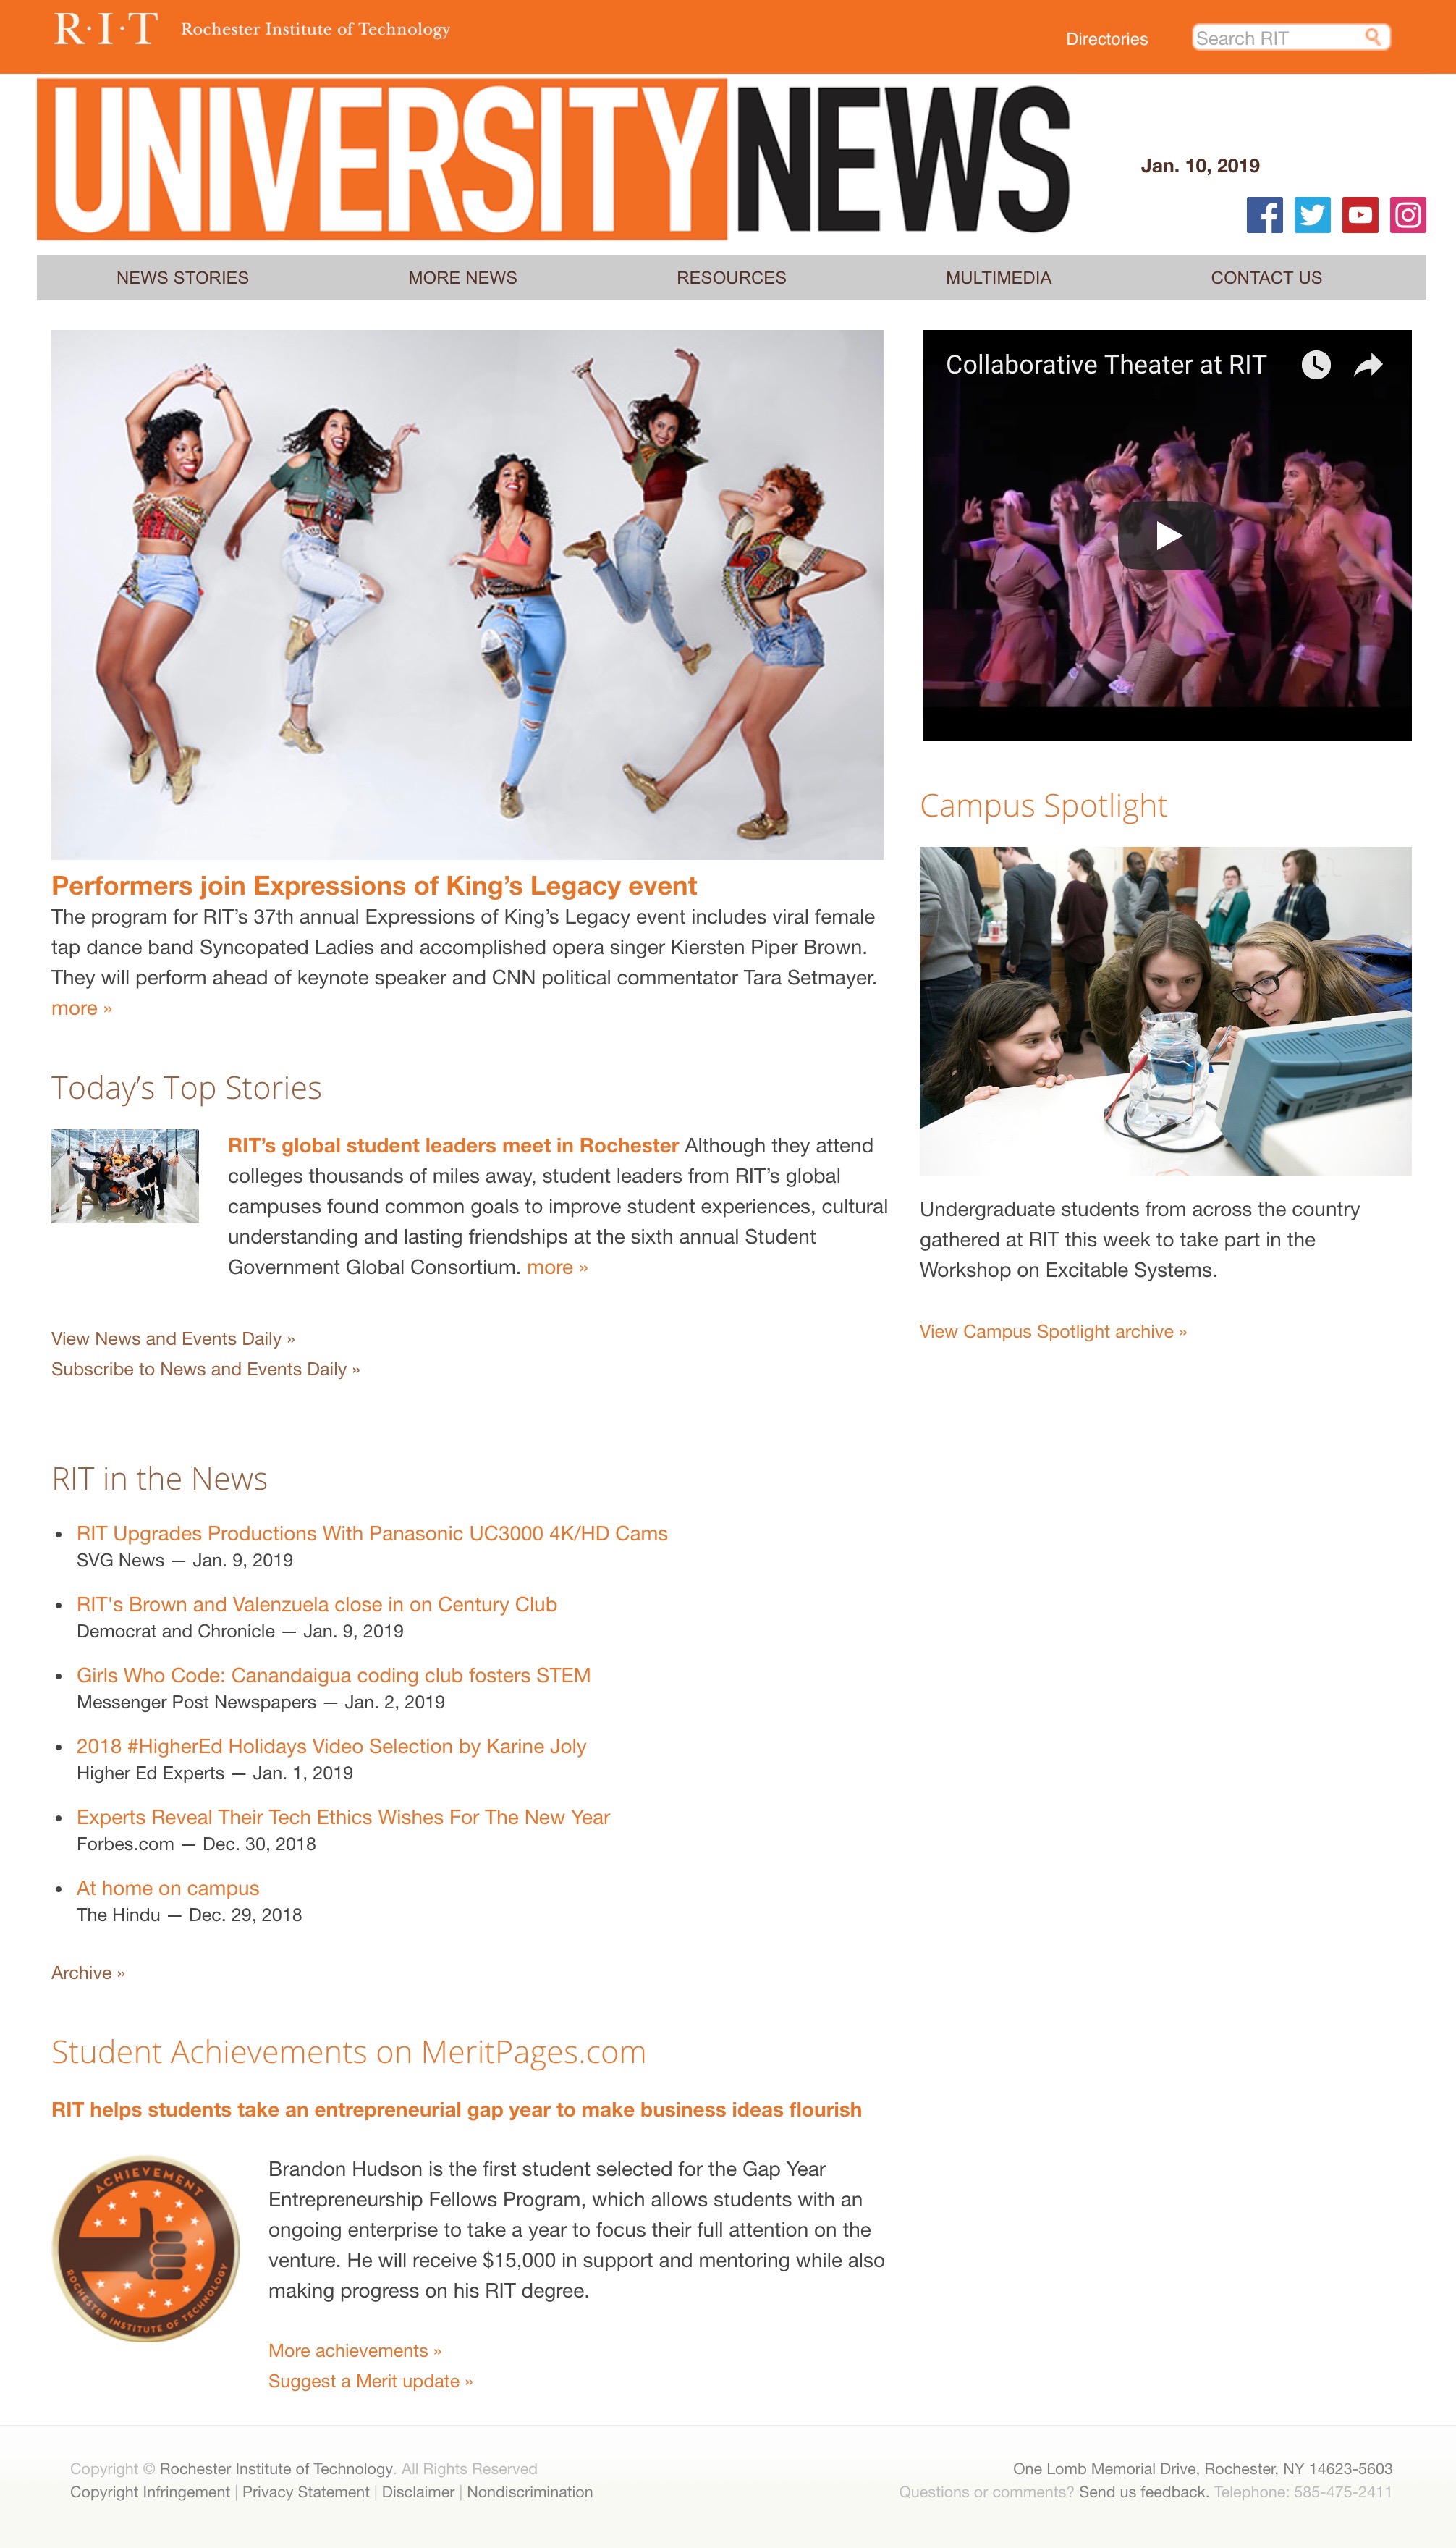 R·I·T Rochester Institute of Technology
Directories
Search RIT
UNIVERSITYNEWS
Jan. 10, 2019
NEWS STORIES
MORE NEWS
RESOURCES
MULTIMEDIA
CONTACT US
Performers join Expressions of King’s Legacy event
The program for RIT’s 37th annual Expressions of King’s Legacy event includes viral female
tap dance band Syncopated Ladies and accomplished opera singer Kiersten Piper Brown.
They will perform ahead of keynote speaker and CNN political commentator Tara Setmayer.
more »
Today’s Top Stories
RIT’s global student leaders meet in Rochester Although they attend
colleges thousands of miles away, student leaders from RIT’s global
campuses found common goals to improve student experiences, cultural
understanding and lasting friendships at the sixth annual Student
Government Global Consortium. more »
View News and Events Daily »
Subscribe to News and Events Daily »
Collaborative Theater at RIT
Campus Spotlight
Undergraduate students from across the country
gathered at RIT this week to take part in the
Workshop on Excitable Systems.
View Campus Spotlight archive »
RIT in the News
• RIT Upgrades Productions With Panasonic UC3000 4K/HD Cams
SVG News — Jan. 9, 2019
• RIT's Brown and Valenzuela close in on Century Club
Democrat and Chronicle — Jan. 9, 2019
• Girls Who Code: Canandaigua coding club fosters STEM
Messenger Post Newspapers — Jan. 2, 2019
• 2018 #HigherEd Holidays Video Selection by Karine Joly
Higher Ed Experts — Jan. 1, 2019
• Experts Reveal Their Tech Ethics Wishes For The New Year
Forbes.com — Dec. 30, 2018
• At home on campus
The Hindu — Dec. 29, 2018
Archive »
Student Achievements on MeritPages.com
RIT helps students take an entrepreneurial gap year to make business ideas flourish
ACHIEVEMENT
ROCHESTER INSTITUTE OF TECHNOLOGY
Brandon Hudson is the first student selected for the Gap Year
Entrepreneurship Fellows Program, which allows students with an
ongoing enterprise to take a year to focus their full attention on the
venture. He will receive $15,000 in support and mentoring while also
making progress on his RIT degree.
More achievements »
Suggest a Merit update »
Copyright © Rochester Institute of Technology. All Rights Reserved
Copyright Infringement | Privacy Statement | Disclaimer | Nondiscrimination
One Lomb Memorial Drive, Rochester, NY 14623-5603
Questions or comments? Send us feedback. Telephone: 585-475-2411